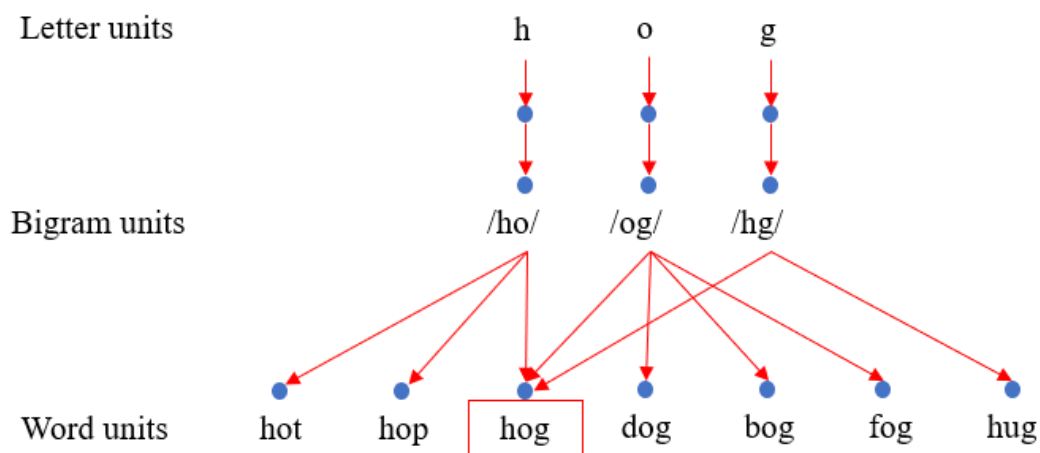 Letter units h o g
Bigram units /ho/ /og/ /hg/
Word units hot hop hog dog bog fog hug